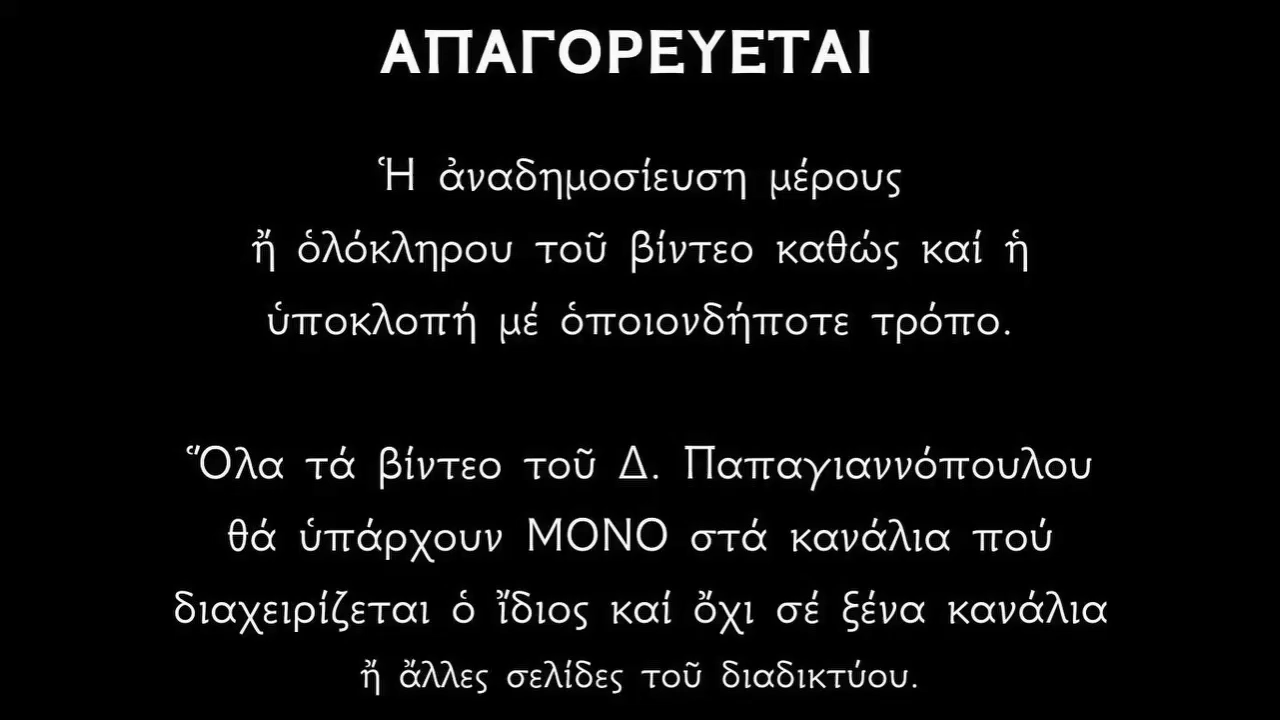 ΑΠΑΓΟΡΕΥΕΤΑΙ
Ἡ ἀναδημοσίευση μέρους
ἤ ὁλόκληρου τοῦ βίντεο καθώς καί ἡ
ὑποκλοπή μέ ὁποιονδήποτε τρόπο.
Ὅλα τά βίντεο τοῦ Δ. Παπαγιαννόπουλου
θά ὑπάρχουν ΜΟΝΟ στά κανάλια πού
διαχειρίζεται ὁ ἴδιος καί ὄχι σέ ξένα κανάλια
ἤ ἄλλες σελίδες τοῦ διαδικτύου.